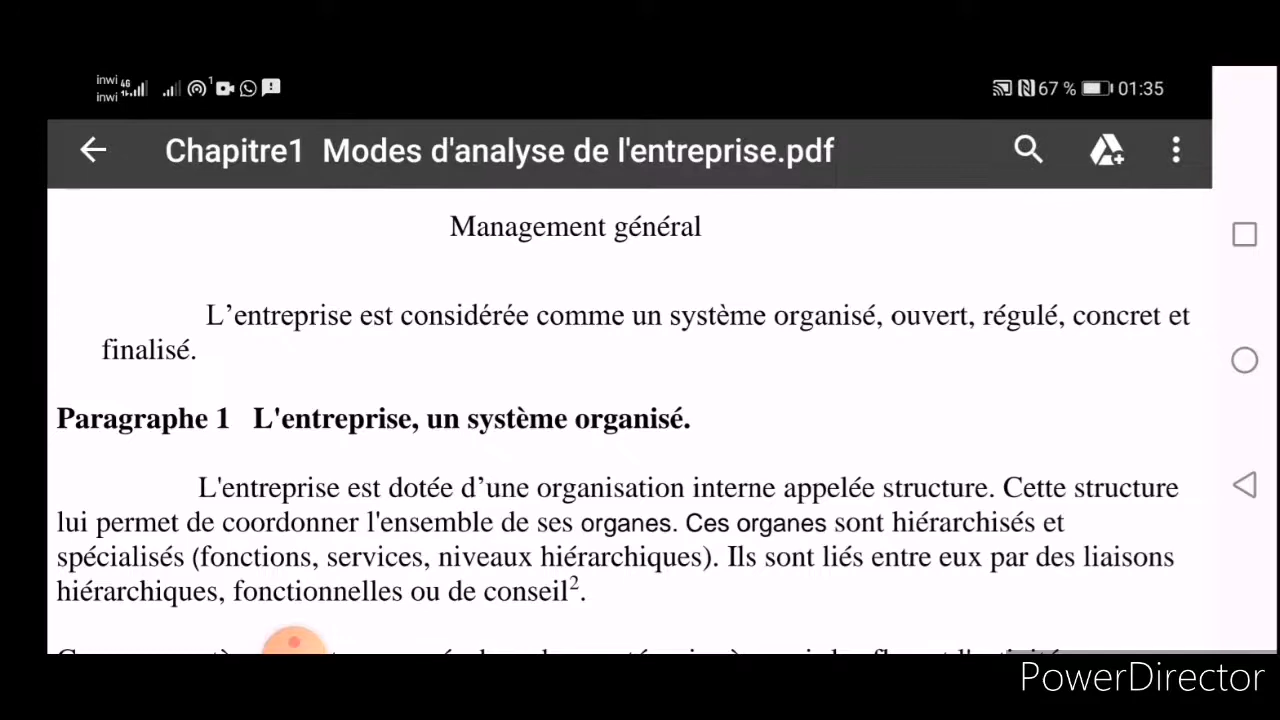 inwi 4G
inwi
1
67 % 01:35
Chapitre1 Modes d'analyse de l'entreprise.pdf
Management général
L’entreprise est considérée comme un système organisé, ouvert, régulé, concret et
finalisé.
Paragraphe 1 L'entreprise, un système organisé.
L'entreprise est dotée d’une organisation interne appelée structure. Cette structure
lui permet de coordonner l'ensemble de ses organes. Ces organes sont hiérarchisés et
spécialisés (fonctions, services, niveaux hiérarchiques). Ils sont liés entre eux par des liaisons
hiérarchiques, fonctionnelles ou de conseil².
PowerDirector